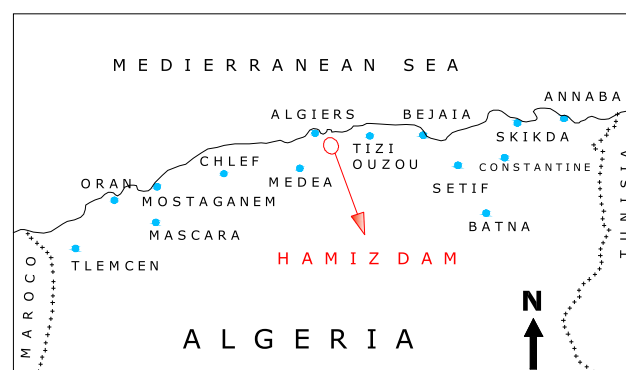 MEDIERRANEAN SEA
ANNABA
ALGIERS
BEJAIA
SKIKDA
TIZI
OUZOU
CHLEF
CONSTANTINE
MEDEA
SETIF
ORAN
MOSTAGANEM
BATNA
MASCARA
TUNISIA
HAMIZ DAM
TLEMCEN
MAROCO
N
ALGERIA